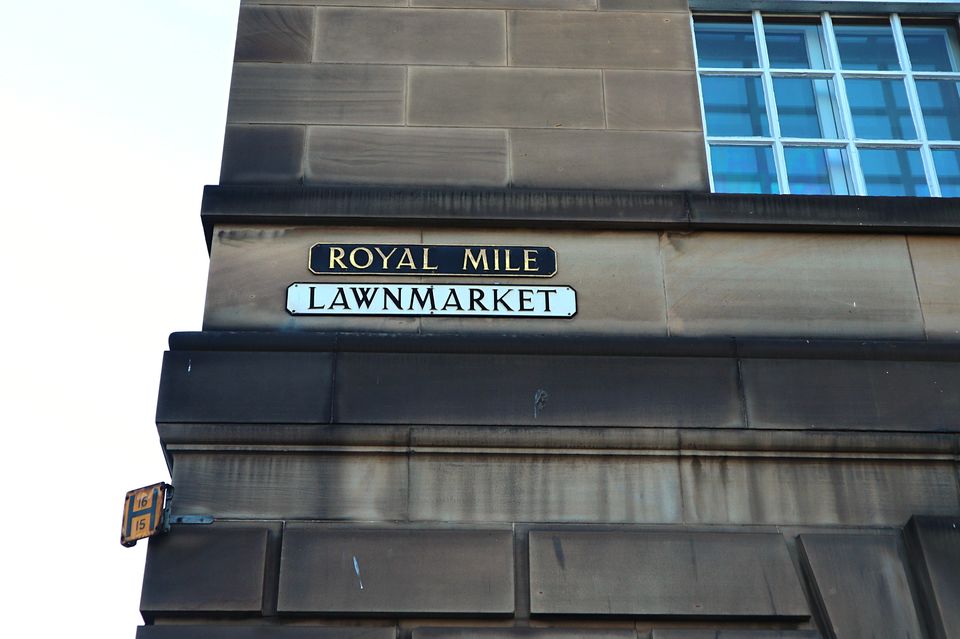 ROYAL MILE
LAWNMARKET
H
16
15